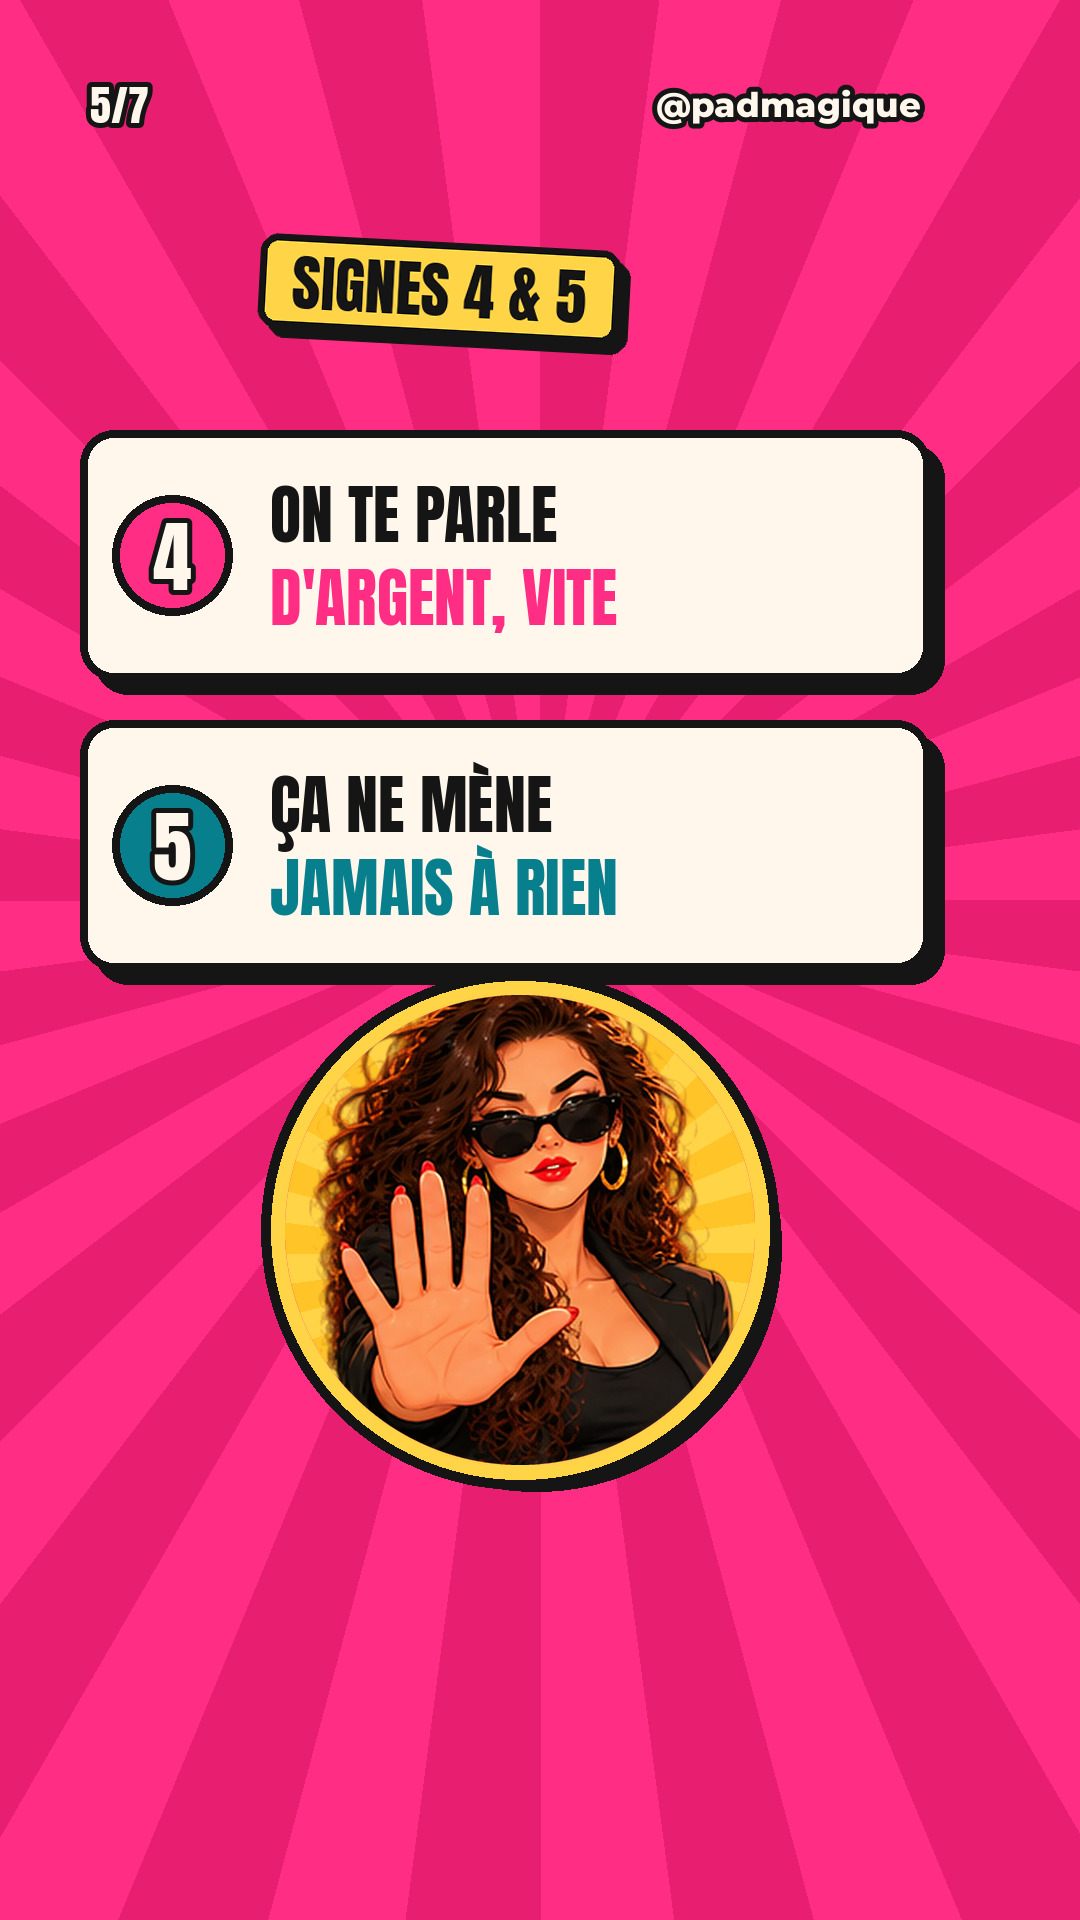 5/7
@padmagique
SIGNES 4 & 5
4
ON TE PARLE
D'ARGENT, VITE
5
ÇA NE MÈNE
JAMAIS À RIEN